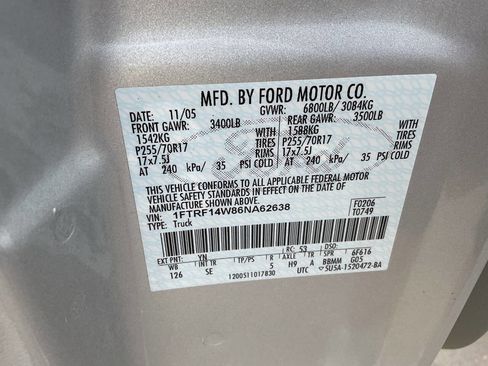 MFD. BY FORD MOTOR CO.
DATE: 11/05 GVWR: 6800LB/ 3084KG
FRONT GAWR: 3400LB REAR GAWR: 3500LB
1542KG WITH 1588KG WITH
P255/70R17 TIRES P255/70R17 TIRES
17x7.5J RIMS 17x7.5J RIMS
AT 240 kPa/ 35 PSI COLD AT 240 kPa/ 35 PSI COLD
THIS VEHICLE CONFORMS TO ALL APPLICABLE FEDERAL MOTOR
VEHICLE SAFETY STANDARDS IN EFFECT ON THE DATE OF
MANUFACTURE SHOWN ABOVE.
VIN: 1FTRF14W86NA62638 F0206
TYPE: Truck T0749
EXT PNT: YN RC: 53 DSO:
WB INT TR TP/PS R AXLE TR SPR 6F616
126 SE 5 H9 A BBMM G05
1200511017830 UTC 5U5A-1520472-BA